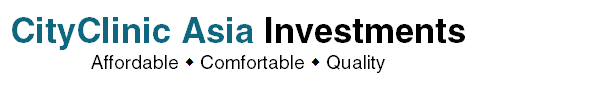 CityClinic Asia Investments
Affordable ◆ Comfortable ◆ Quality